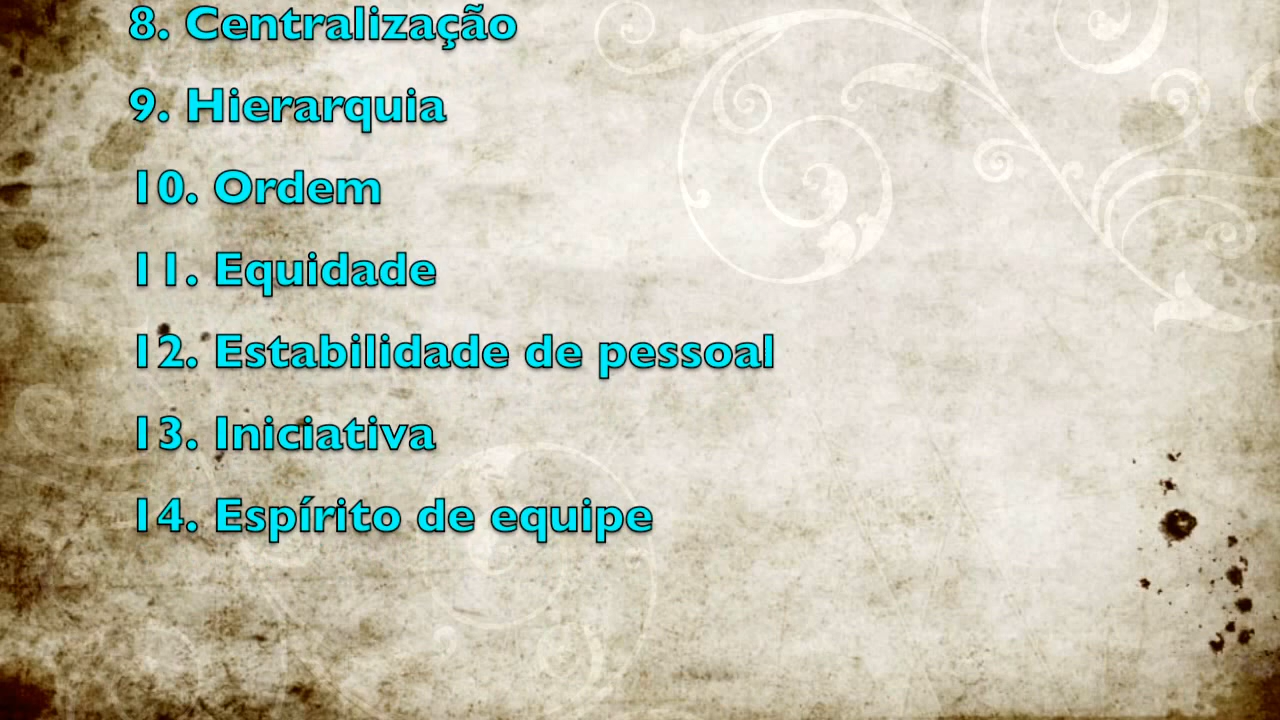 8. Centralização
9. Hierarquia
10. Ordem
11. Equidade
12. Estabilidade de pessoal
13. Iniciativa
14. Espírito de equipe